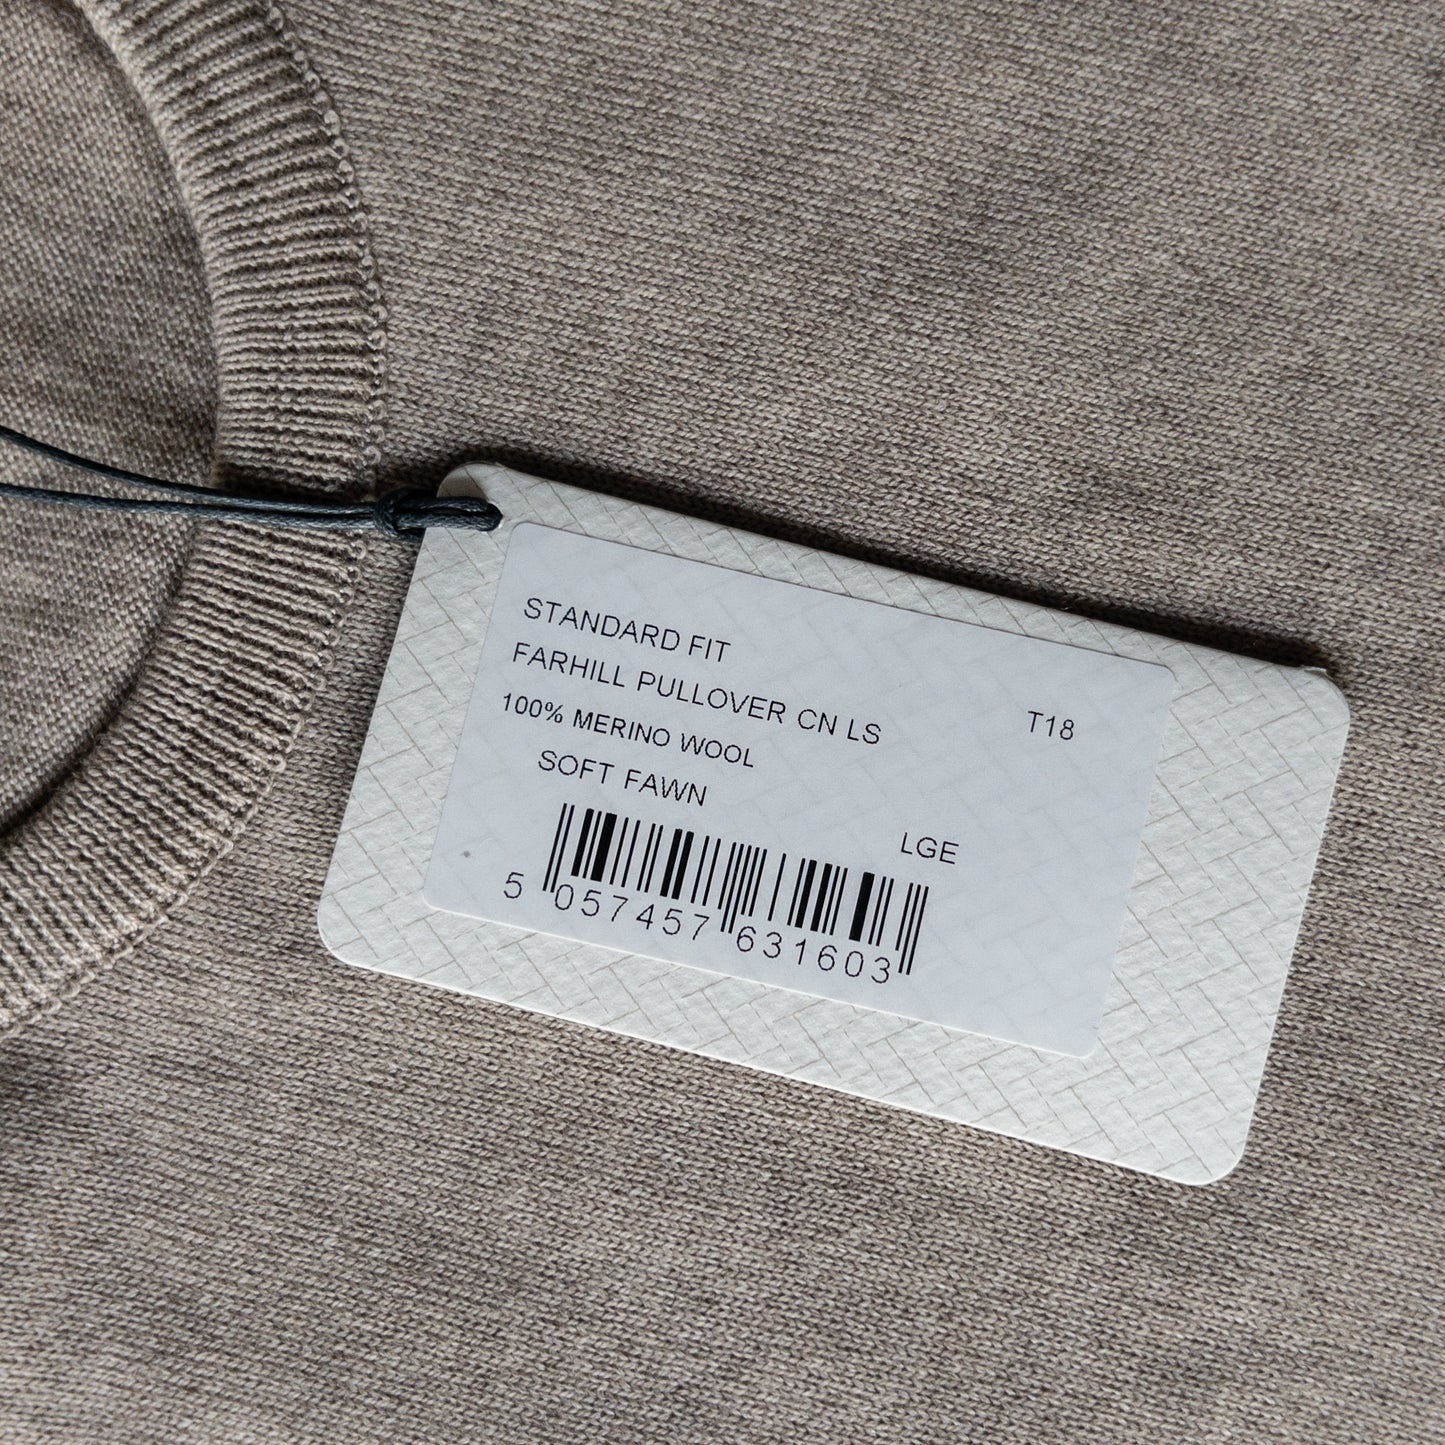 STANDARD FIT
FARHILL PULLOVER CN LS
T18
100% MERINO WOOL
SOFT FAWN
LGE
5 057457 631603